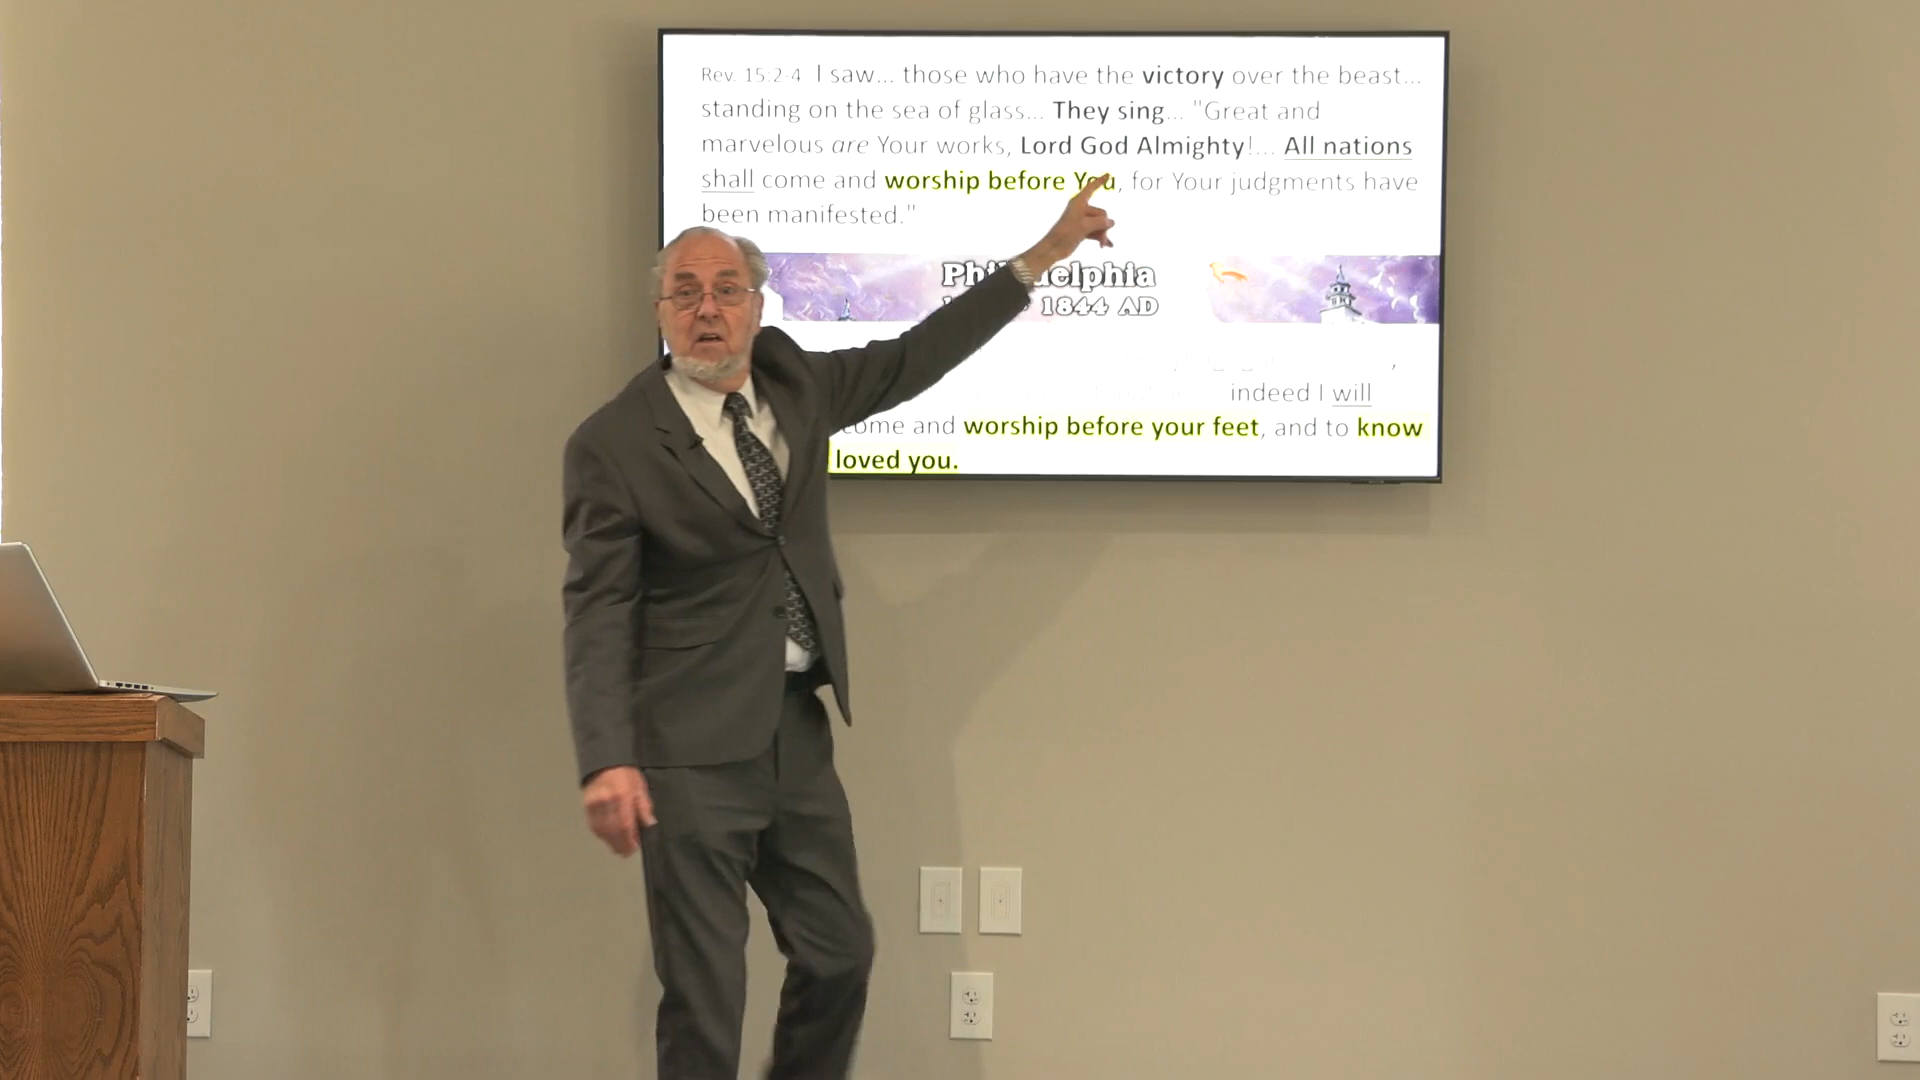 Rev. 15:2-4 I saw... those who have the victory over the beast...
standing on the sea of glass... They sing... "Great and
marvelous are Your works, Lord God Almighty!... All nations
shall come and worship before You, for Your judgments have
been manifested."
1844 AD
indeed I will
come and worship before your feet, and to know
loved you.